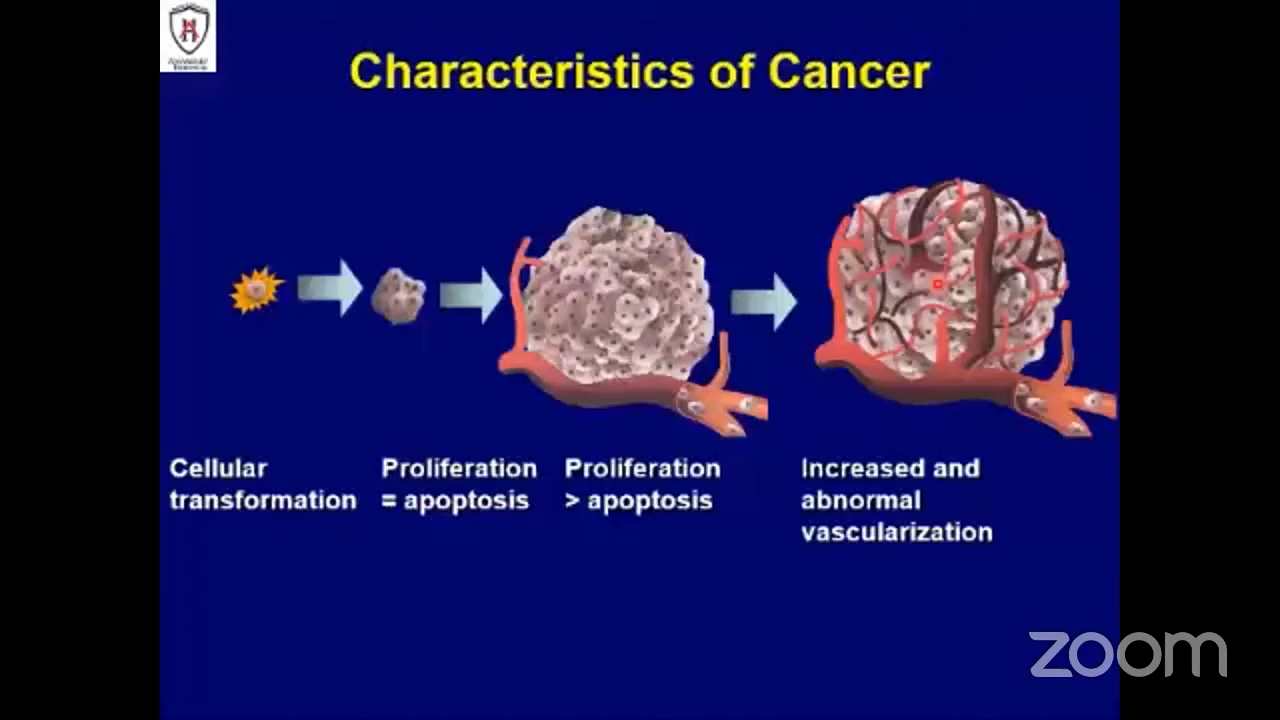 Characteristics of Cancer
Cellular
transformation
Proliferation
= apoptosis
Proliferation
> apoptosis
Increased and
abnormal
vascularization
zoom